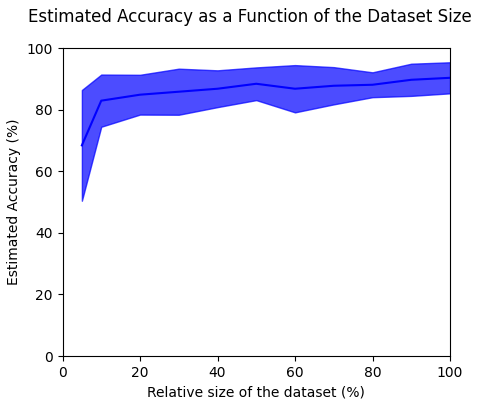 Estimated Accuracy as a Function of the Dataset Size
100
80
60
40
20
0
Estimated Accuracy (%)
0 20 40 60 80 100
Relative size of the dataset (%)